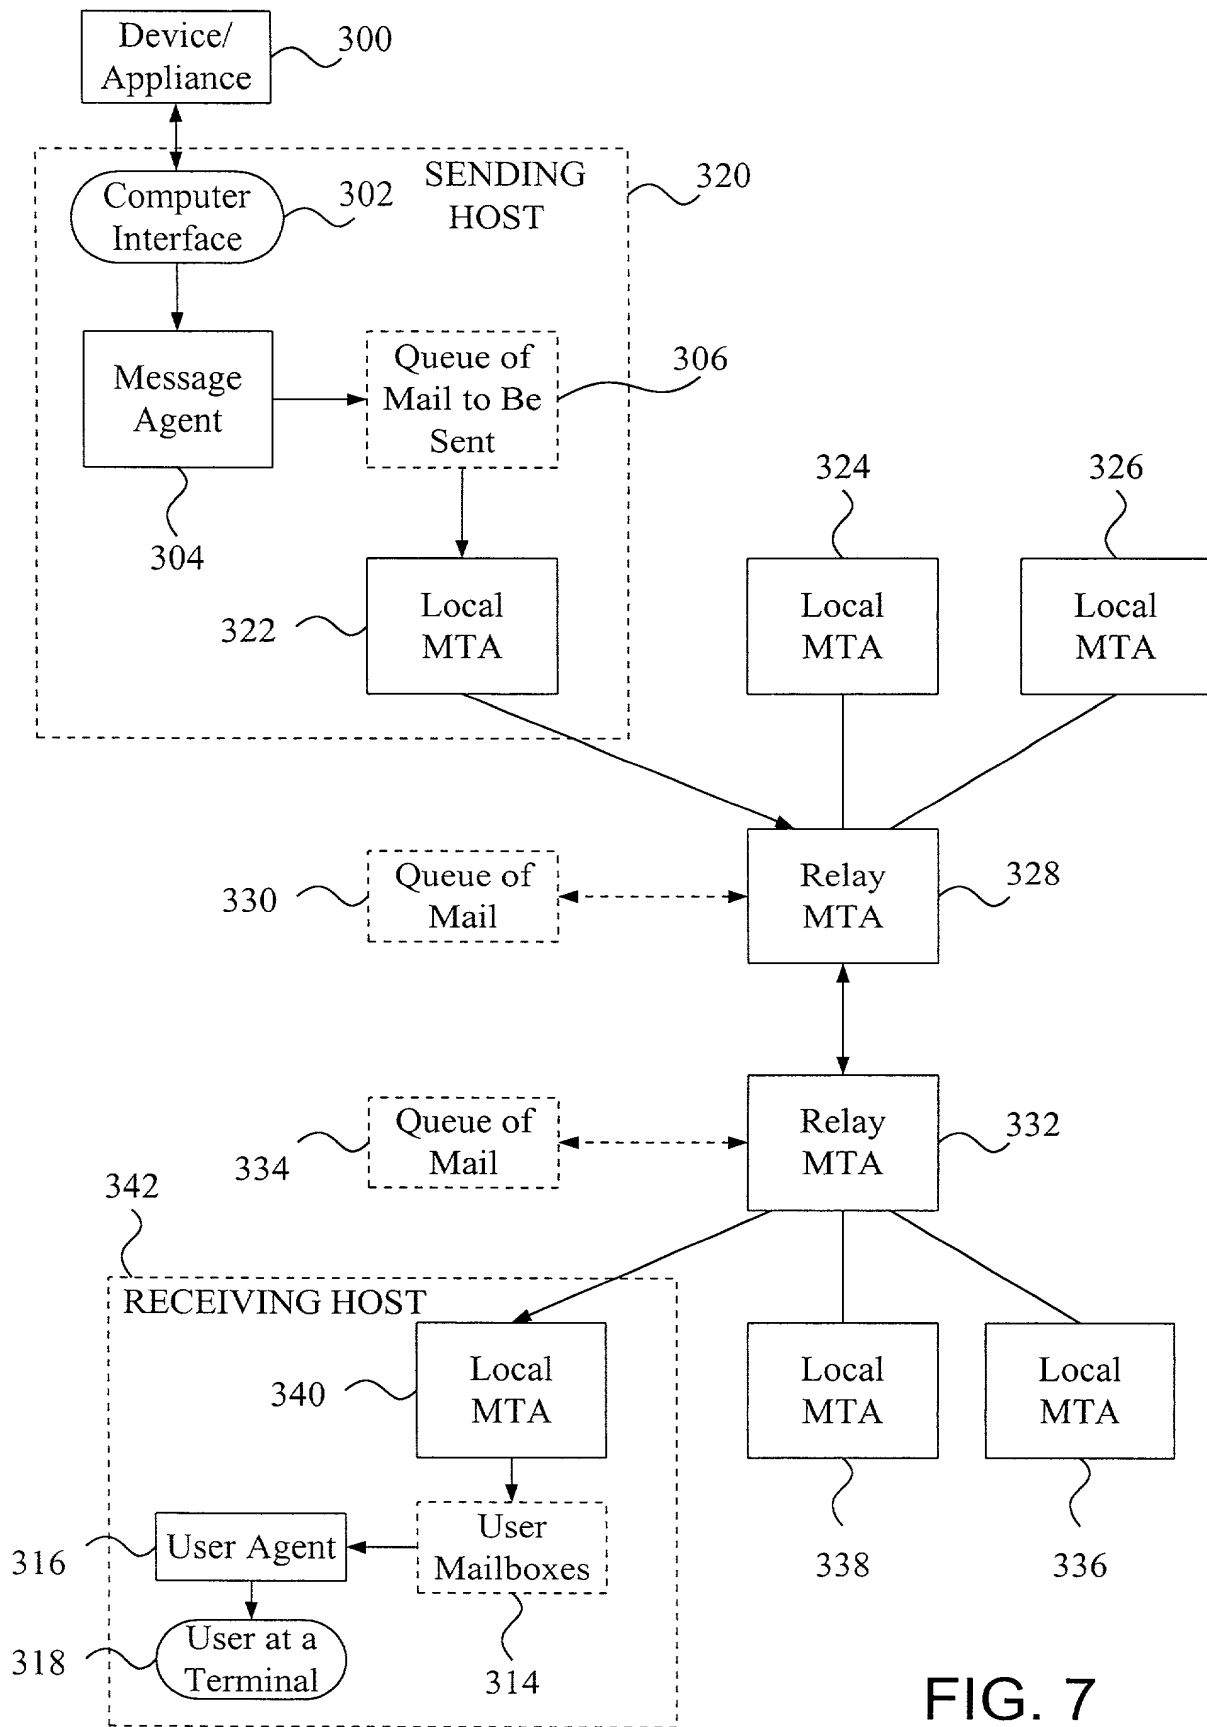 Device/
Appliance
300
SENDING
HOST
320
Computer
Interface
302
Message
Agent
304
Queue of
Mail to Be
Sent
306
322
Local
MTA
324
Local
MTA
326
Local
MTA
330
Queue of
Mail
Relay
MTA
328
334
Queue of
Mail
Relay
MTA
332
342
RECEIVING HOST
340
Local
MTA
Local
MTA
338
Local
MTA
336
316
User Agent
User
Mailboxes
314
318
User at a
Terminal
FIG. 7